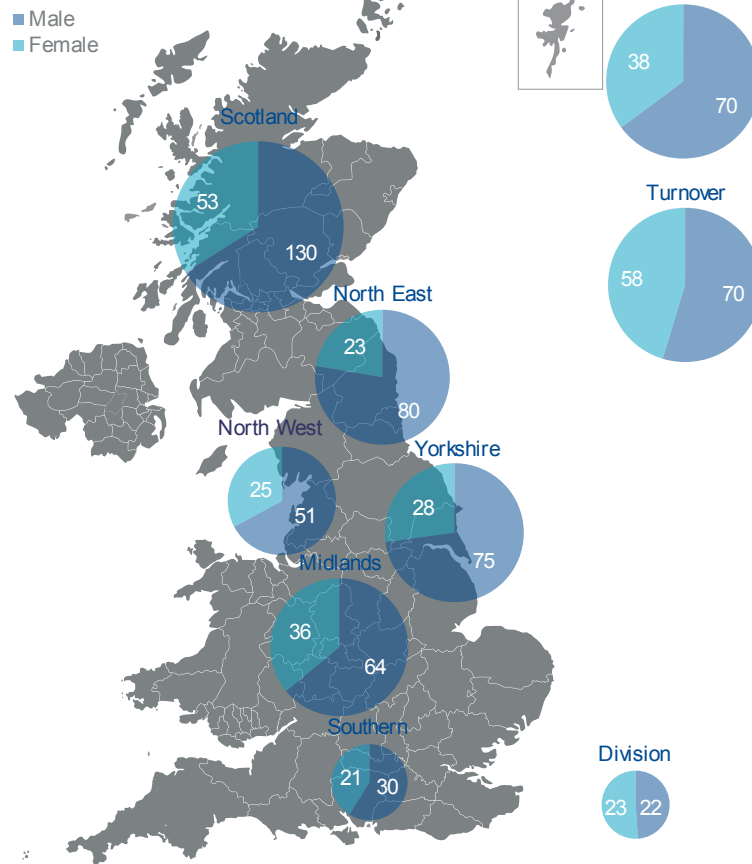 Male
Female
38
70
Scotland
53
130
Turnover
58
70
North East
23
80
North West
25
51
Yorkshire
28
75
Midlands
36
64
Southern
21
30
Division
23
22